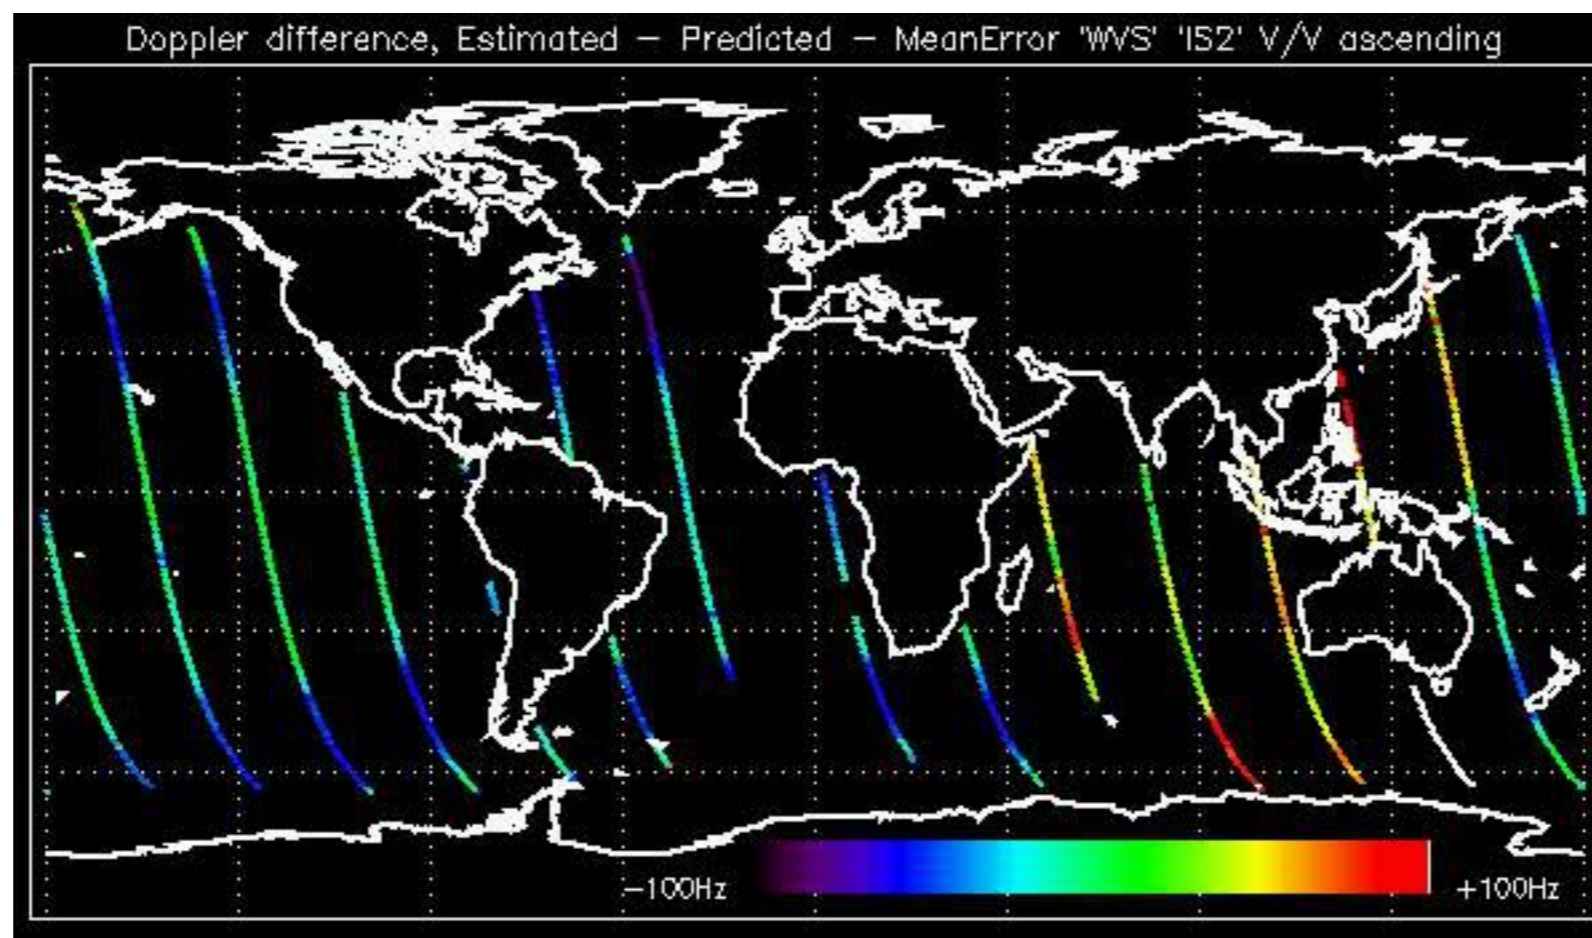 Doppler difference, Estimated – Predicted – MeanError 'WVS' 'IS2' V/V ascending
–100Hz
+100Hz